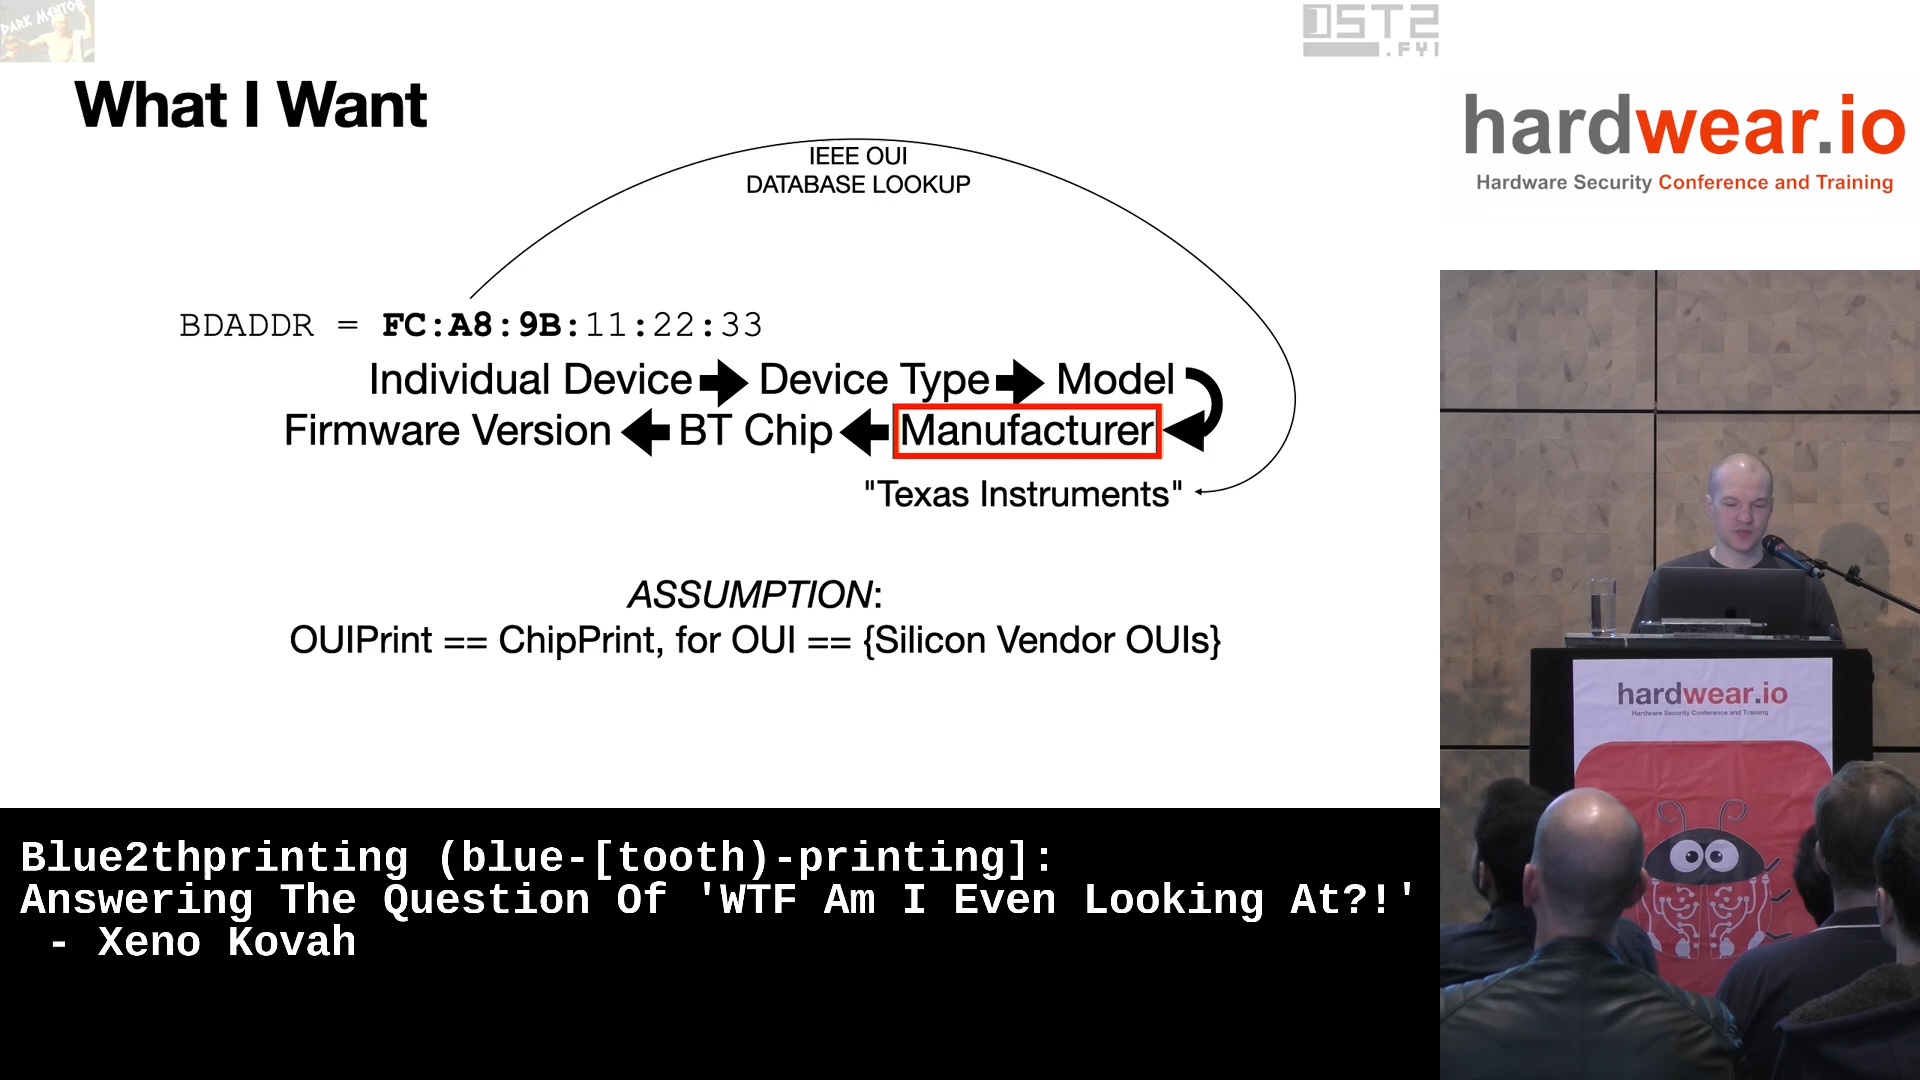 DARK MENTOR
OST2
.FYI
What I Want
IEEE OUI
DATABASE LOOKUP
BDADDR = FC:A8:9B:11:22:33
Individual Device Device Type Model
Firmware Version BT Chip Manufacturer
"Texas Instruments"
ASSUMPTION:
OUIPrint == ChipPrint, for OUI == {Silicon Vendor OUIs}
hardwear.io
Hardware Security Conference and Training
hardwear.io
Hardware Security Conference and Training
Blue2thprinting (blue-[tooth)-printing]:
Answering The Question Of 'WTF Am I Even Looking At?!'
- Xeno Kovah